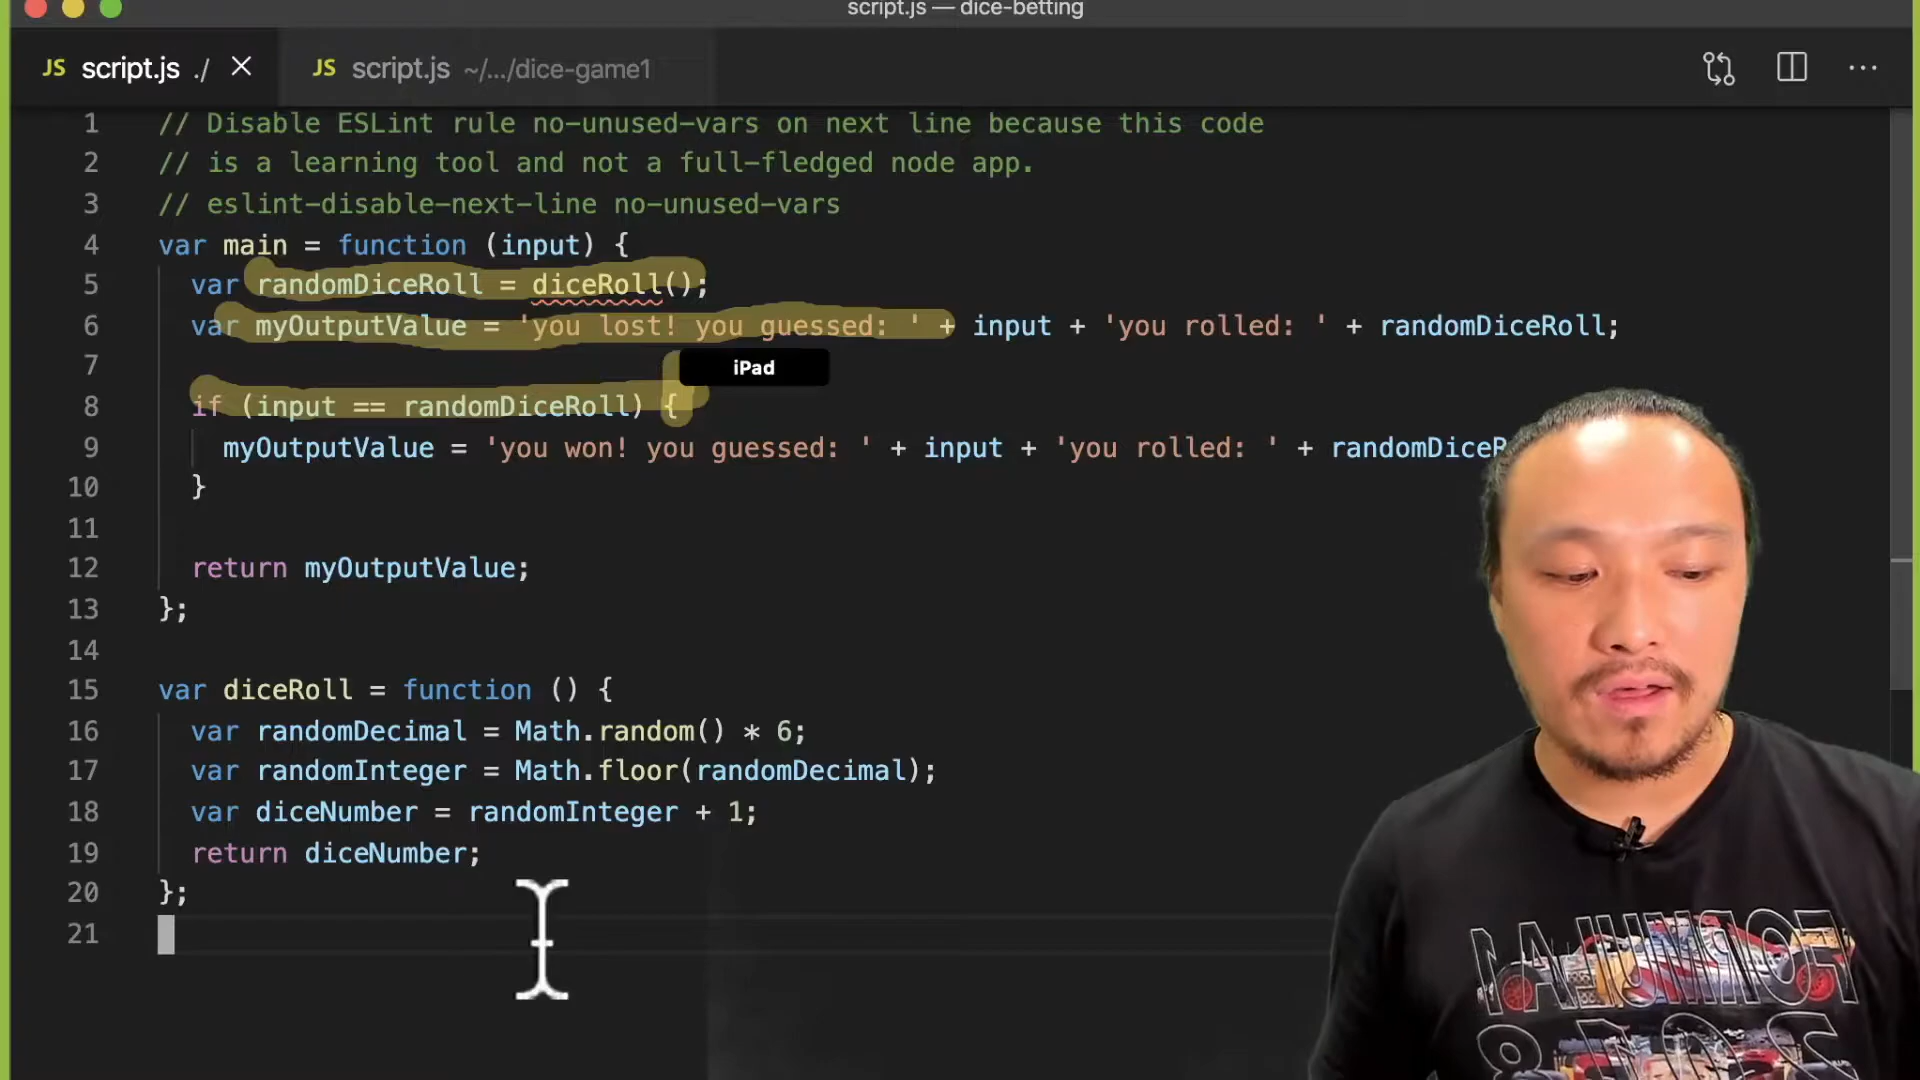 script.js — dice-betting
JS script.js ./ JS script.js ~/.../dice-game1 ...
1 // Disable ESLint rule no-unused-vars on next line because this code
2 // is a learning tool and not a full-fledged node app.
3 // eslint-disable-next-line no-unused-vars
4 var main = function (input) {
5 var randomDiceRoll = diceRoll();
6 var myOutputValue = 'you lost! you guessed: ' + input + 'you rolled: ' + randomDiceRoll;
7
iPad
8 if (input == randomDiceRoll) {
9 myOutputValue = 'you won! you guessed: ' + input + 'you rolled: ' + randomDiceR
10 }
11
12 return myOutputValue;
13 };
14
15 var diceRoll = function () {
16 var randomDecimal = Math.random() * 6;
17 var randomInteger = Math.floor(randomDecimal);
18 var diceNumber = randomInteger + 1;
19 return diceNumber;
20 };
21
FORMULA1